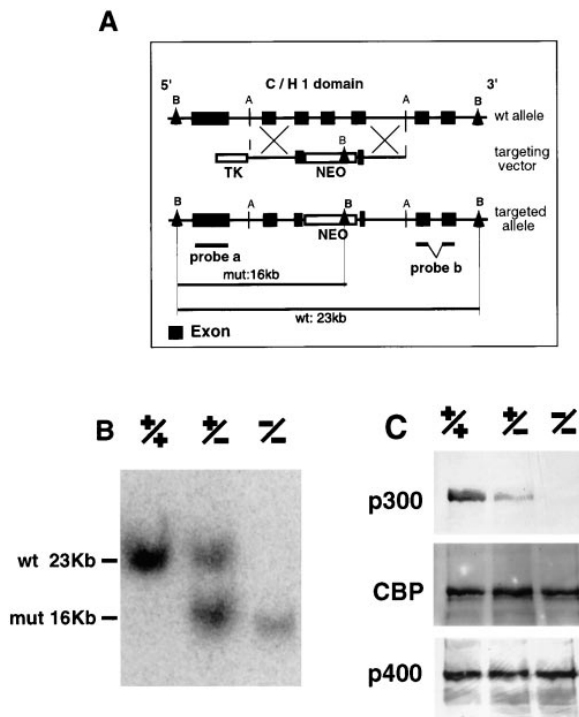 A
5'
C / H 1 domain
3'
B
A
A
B
wt allele
B
TK
NEO
targeting
vector
B
A
B
A
B
NEO
targeted
allele
probe a
probe b
mut:16kb
wt: 23kb
Exon
B
+/+
+/−
−/−
wt 23Kb
mut 16Kb
C
+/+
+/−
−/−
p300
CBP
p400